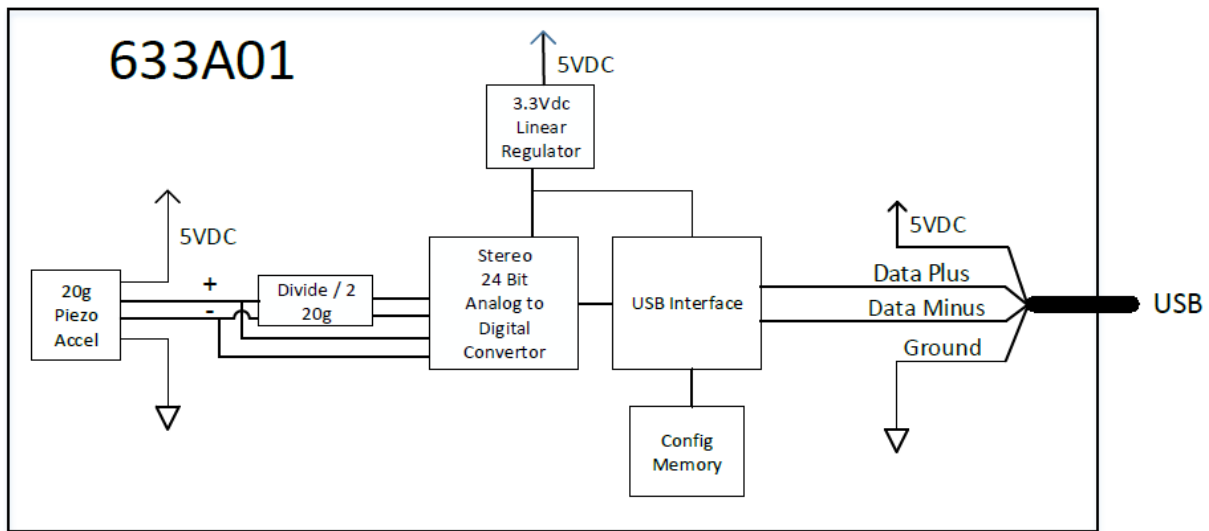 633A01
5VDC
3.3Vdc
Linear
Regulator
5VDC
20g
Piezo
Accel
+
-
Divide / 2
20g
Stereo
24 Bit
Analog to
Digital
Convertor
USB Interface
Config
Memory
5VDC
Data Plus
Data Minus
Ground
USB